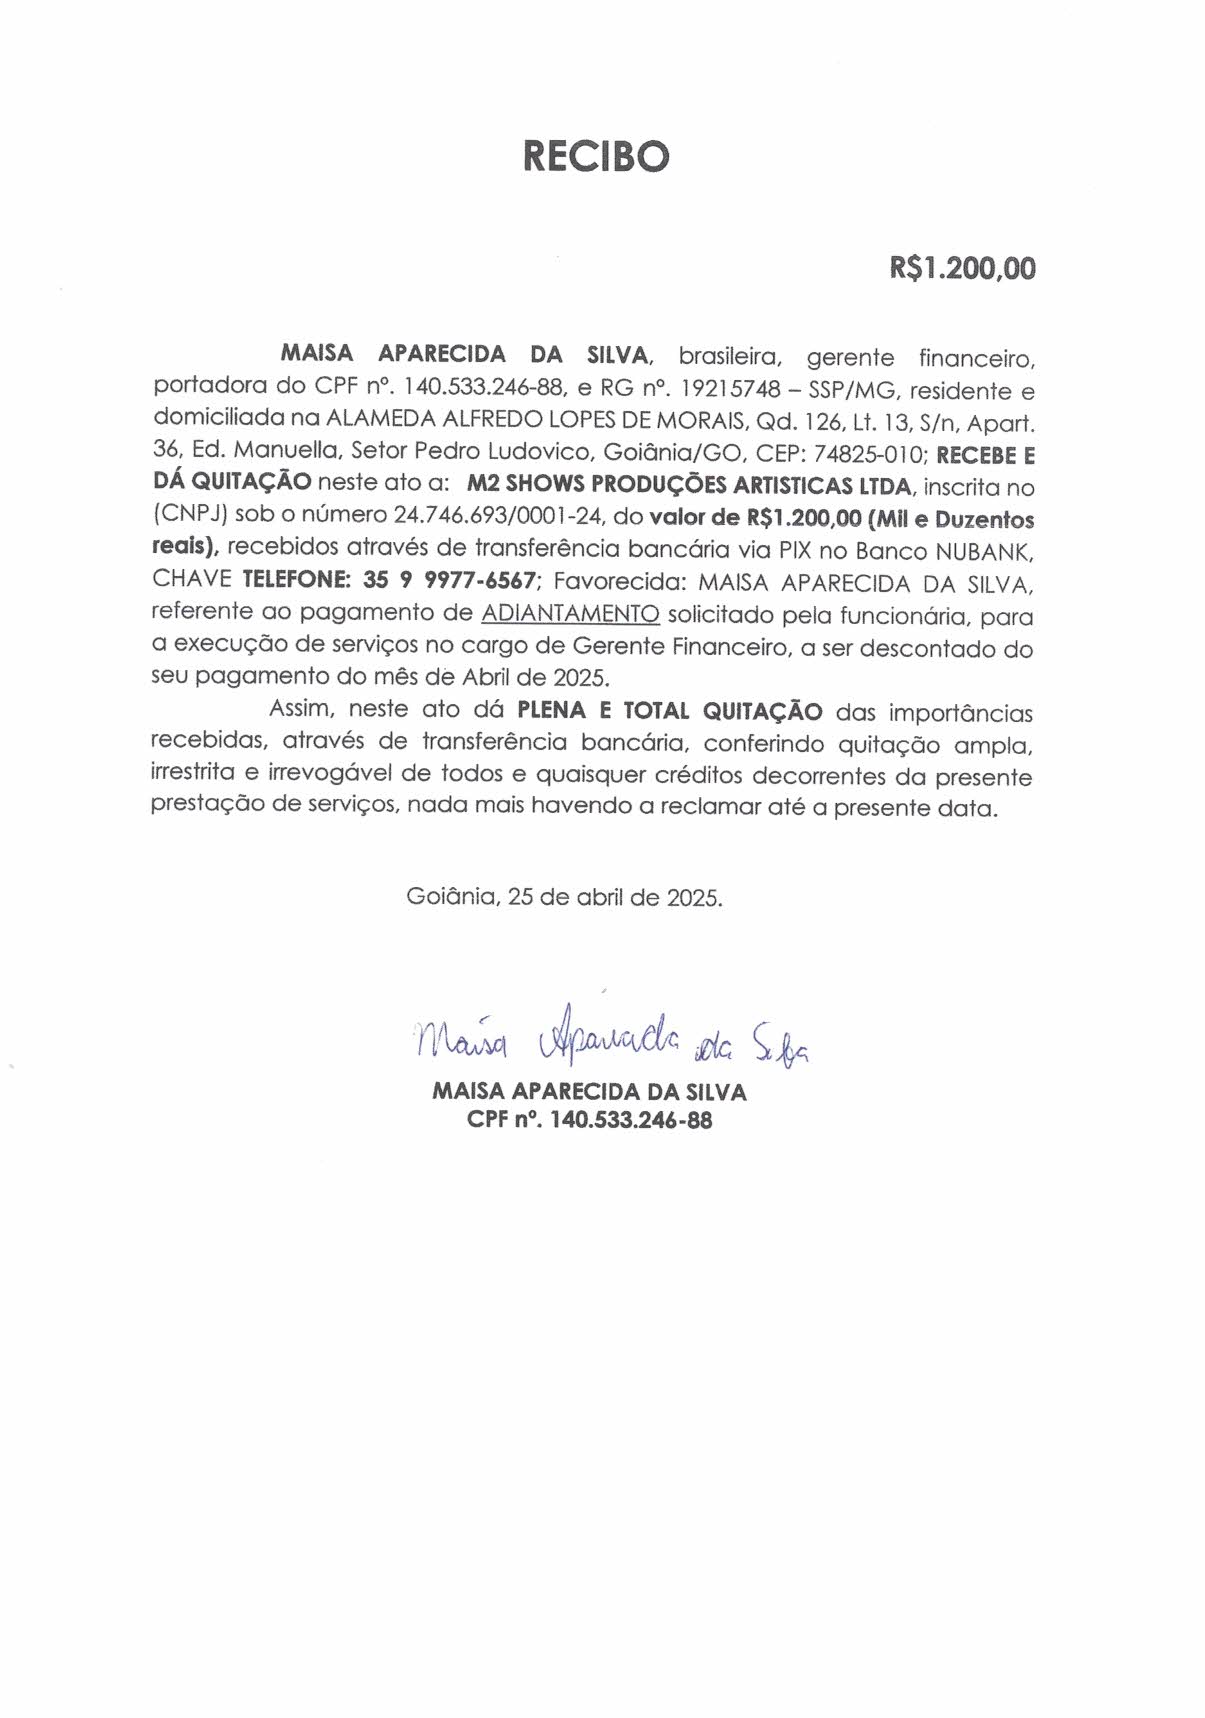 RECIBO
R$1.200,00
MAISA APARECIDA DA SILVA, brasileira, gerente financeiro,
portadora do CPF nº. 140.533.246-88, e RG nº. 19215748 – SSP/MG, residente e
domiciliada na ALAMEDA ALFREDO LOPES DE MORAIS, Qd. 126, Lt. 13, S/n, Apart.
36, Ed. Manuella, Setor Pedro Ludovico, Goiânia/GO, CEP: 74825-010; RECEBE E
DÁ QUITAÇÃO neste ato a: M2 SHOWS PRODUÇÕES ARTISTICAS LTDA, inscrita no
(CNPJ) sob o número 24.746.693/0001-24, do valor de R$1.200,00 (Mil e Duzentos
reais), recebidos através de transferência bancária via PIX no Banco NUBANK,
CHAVE TELEFONE: 35 9 9977-6567; Favorecida: MAISA APARECIDA DA SILVA,
referente ao pagamento de ADIANTAMENTO solicitado pela funcionária, para
a execução de serviços no cargo de Gerente Financeiro, a ser descontado do
seu pagamento do mês de Abril de 2025.
Assim, neste ato dá PLENA E TOTAL QUITAÇÃO das importâncias
recebidas, através de transferência bancária, conferindo quitação ampla,
irrestrita e irrevogável de todos e quaisquer créditos decorrentes da presente
prestação de serviços, nada mais havendo a reclamar até a presente data.
Goiânia, 25 de abril de 2025.
Maísa Aparecida da Silva
MAISA APARECIDA DA SILVA
CPF nº. 140.533.246-88